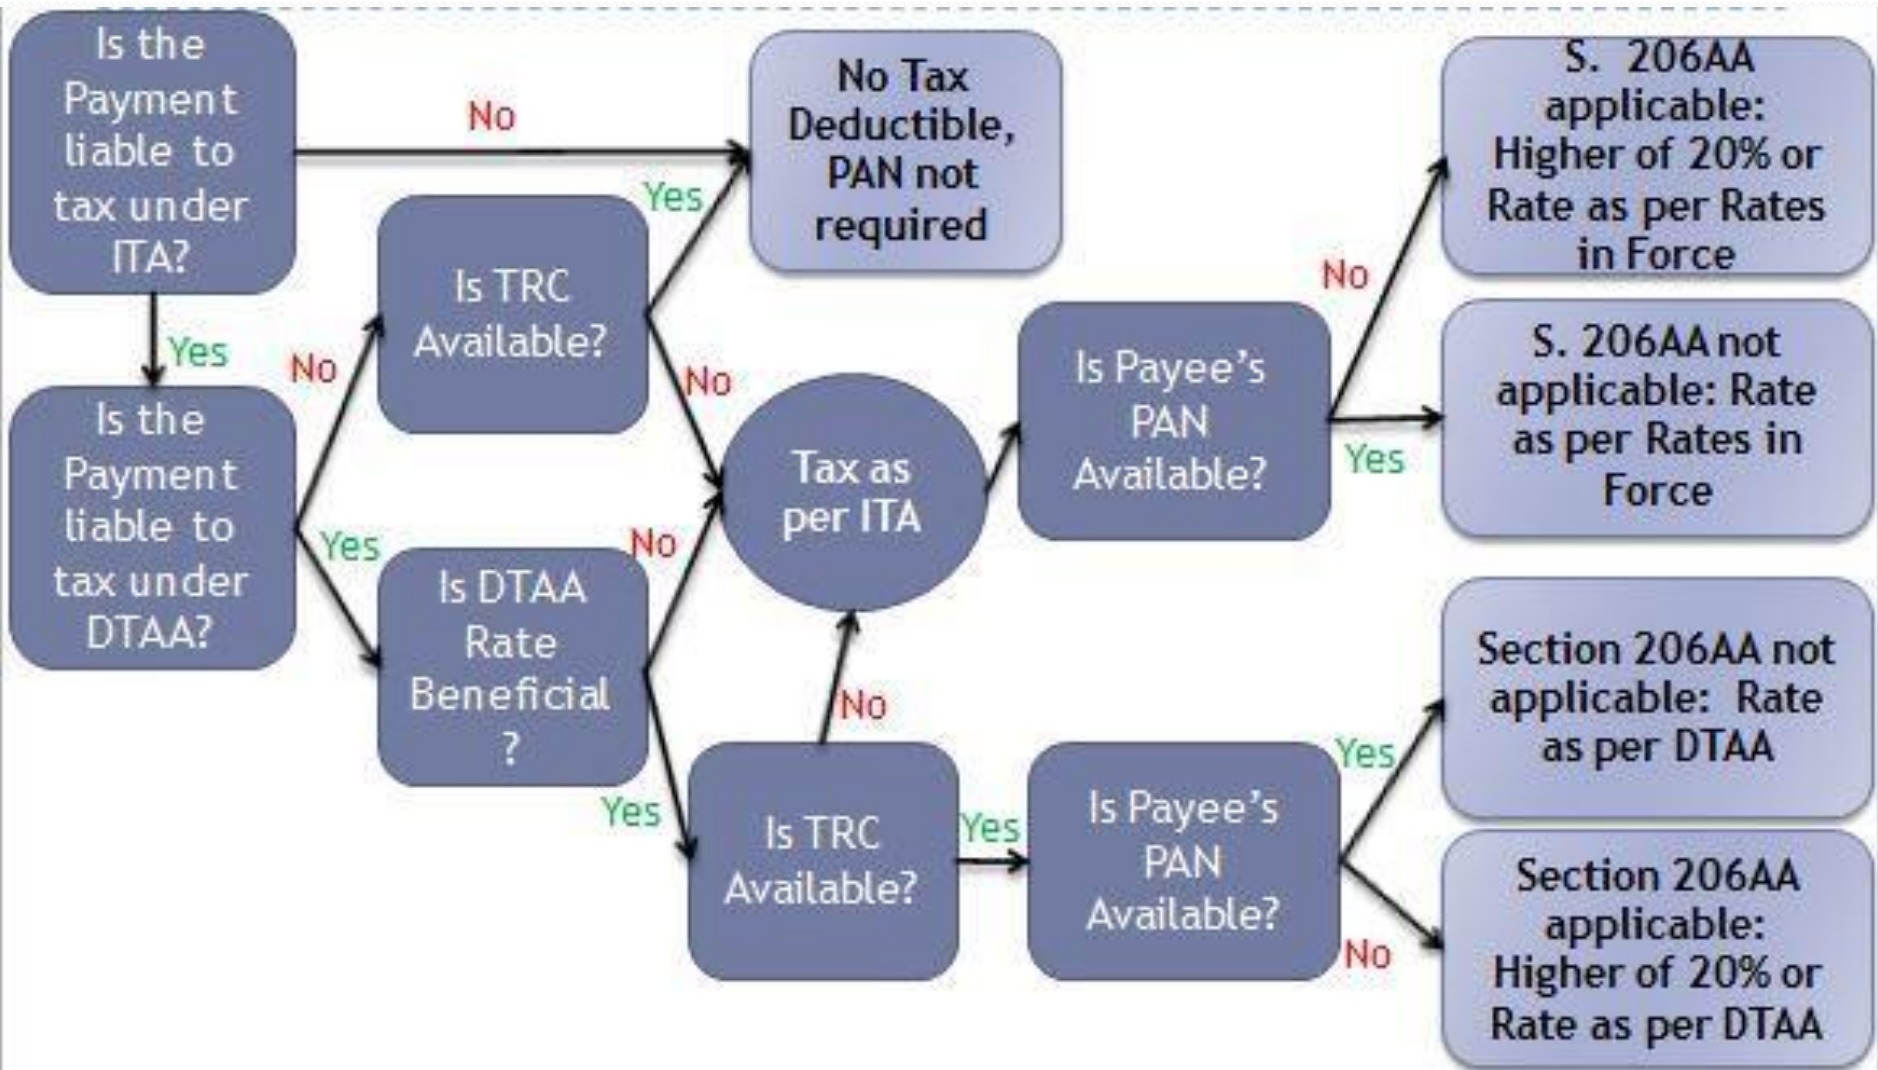 Is the
Payment
liable to
tax under
ITA?
No
No Tax
Deductible,
PAN not
required
S. 206AA
applicable:
Higher of 20% or
Rate as per Rates
in Force
Yes
Is TRC
Available?
Yes
No
No
Yes
Is the
Payment
liable to
tax under
DTAA?
Yes
Is DTAA
Rate
Beneficial
?
No
Yes
Tax as
per ITA
Is Payee's
PAN
Available?
No
Yes
S. 206AA not
applicable: Rate
as per Rates in
Force
No
Is TRC
Available?
Yes
Is Payee's
PAN
Available?
Yes
No
Section 206AA not
applicable: Rate
as per DTAA
Section 206AA
applicable:
Higher of 20% or
Rate as per DTAA